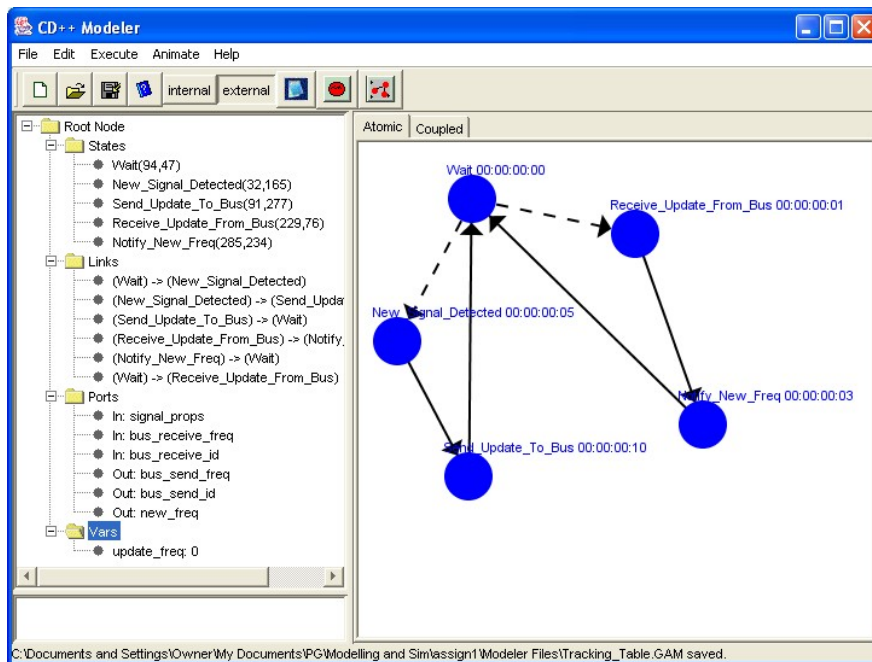 CD++ Modeler
File Edit Execute Animate Help
internal external
Root Node
States
Wait(94,47)
New_Signal_Detected(32,165)
Send_Update_To_Bus(91,277)
Receive_Update_From_Bus(229,76)
Notify_New_Freq(285,234)
Links
(Wait) -> (New_Signal_Detected)
(New_Signal_Detected) -> (Send_Upda
(Send_Update_To_Bus) -> (Wait)
(Receive_Update_From_Bus) -> (Notify_
(Notify_New_Freq) -> (Wait)
(Wait) -> (Receive_Update_From_Bus)
Ports
In: signal_props
In: bus_receive_freq
In: bus_receive_id
Out: bus_send_freq
Out: bus_send_id
Out: new_freq
Vars
update_freq: 0
Atomic Coupled
Wait 00:00:00:00
Receive_Update_From_Bus 00:00:00:01
New_Signal_Detected 00:00:00:05
Notify_New_Freq 00:00:00:03
Send_Update_To_Bus 00:00:00:10
C:\Documents and Settings\Owner\My Documents\PG\Modelling and Sim\assign1\Modeler Files\Tracking_Table.GAM saved.